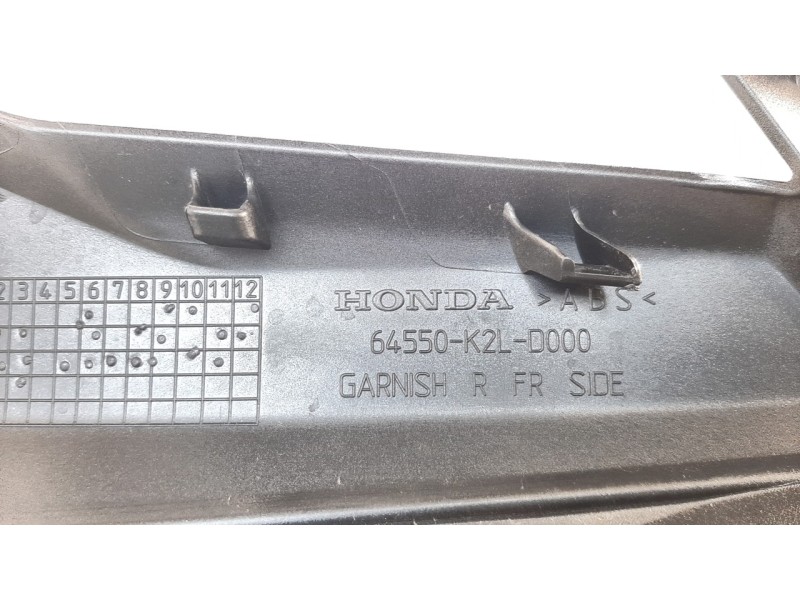 2 3 4 5 6 7 8 9 10 11 12
HONDA >ABS<
64550-K2L-D000
GARNISH R FR SIDE